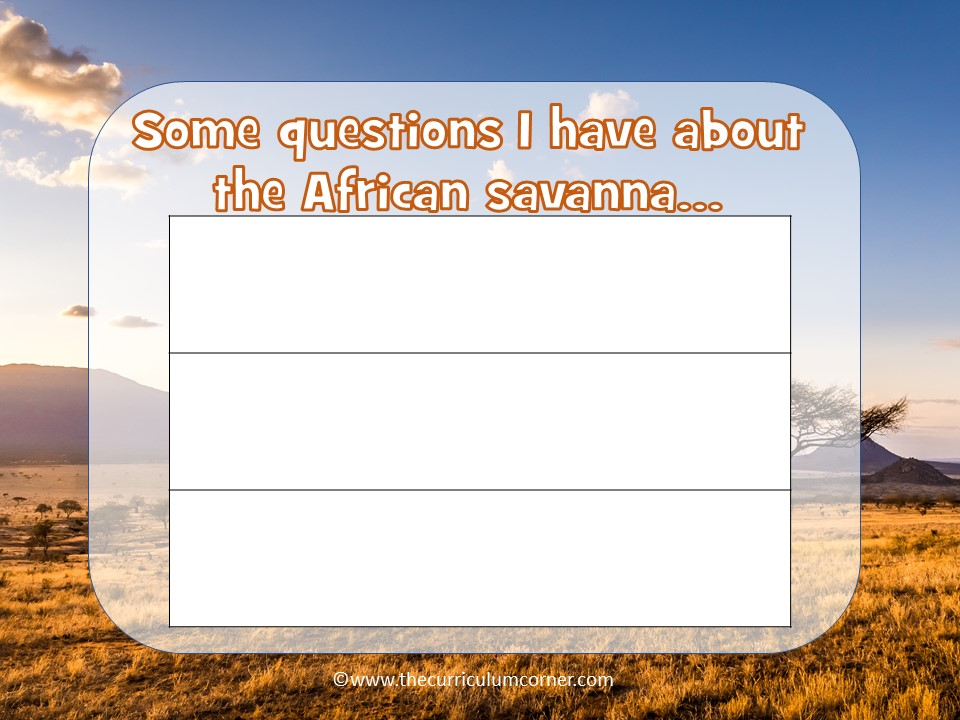 Some questions I have about
the African savanna...
©www.thecurriculumcorner.com